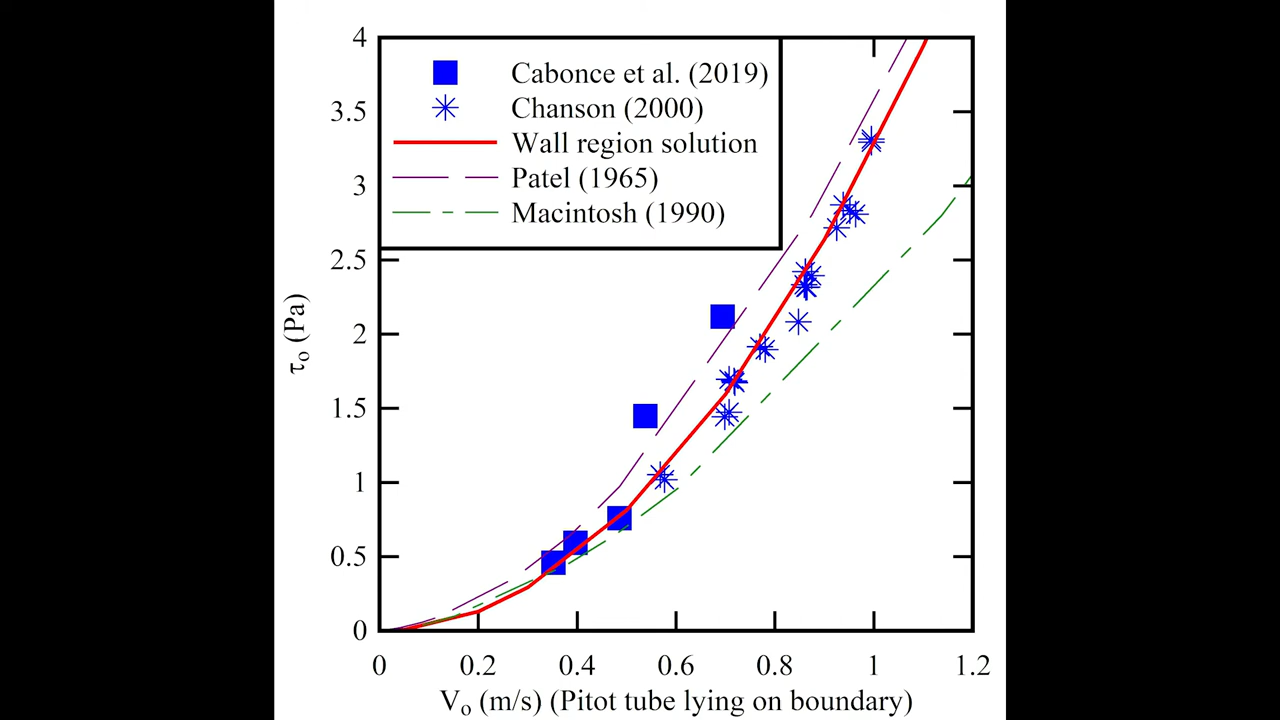 4
3.5
3
2.5
2
1.5
1
0.5
0
τo (Pa)
Cabonce et al. (2019)
Chanson (2000)
Wall region solution
Patel (1965)
Macintosh (1990)
0 0.2 0.4 0.6 0.8 1 1.2
Vo (m/s) (Pitot tube lying on boundary)